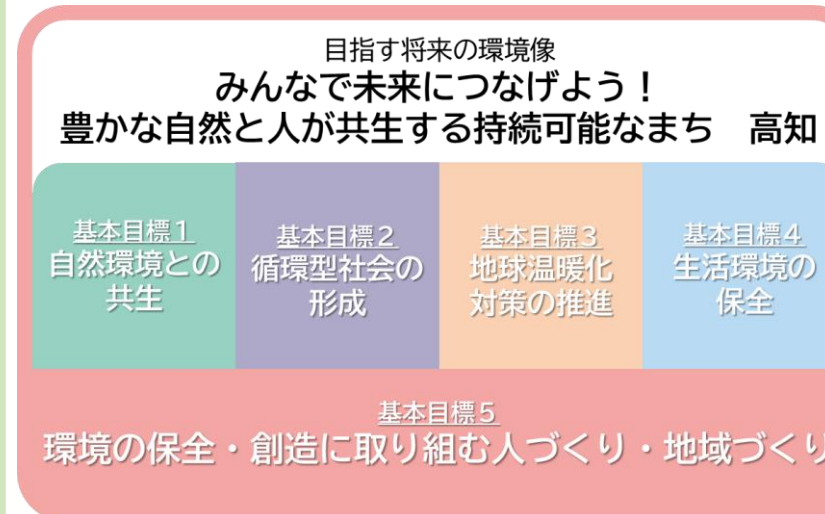 目指す将来の環境像
みんなで未来につなげよう！
豊かな自然と人が共生する持続可能なまち　高知
基本目標１
自然環境との
共生
基本目標２
循環型社会の
形成
基本目標３
地球温暖化
対策の推進
基本目標４
生活環境の
保全
基本目標５
環境の保全・創造に取り組む人づくり・地域づくり